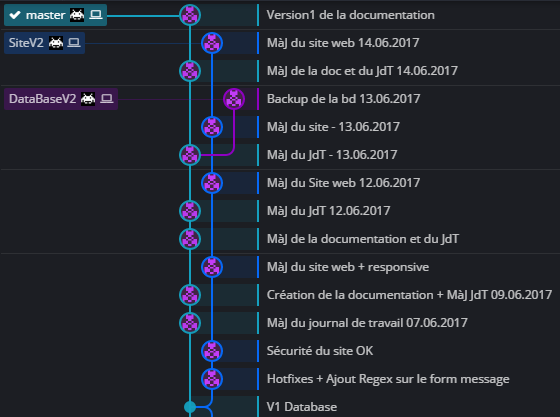 master Version1 de la documentation
SiteV2 MàJ du site web 14.06.2017
MàJ de la doc et du JdT 14.06.2017
DataBaseV2 Backup de la bd 13.06.2017
MàJ du site - 13.06.2017
MàJ du JdT - 13.06.2017
MàJ du Site web 12.06.2017
MàJ du JdT 12.06.2017
MàJ de la documentation et du JdT
MàJ du site web + responsive
Création de la documentation + MàJ JdT 09.06.2017
MàJ du journal de travail 07.06.2017
Sécurité du site OK
Hotfixes + Ajout Regex sur le form message
V1 Database